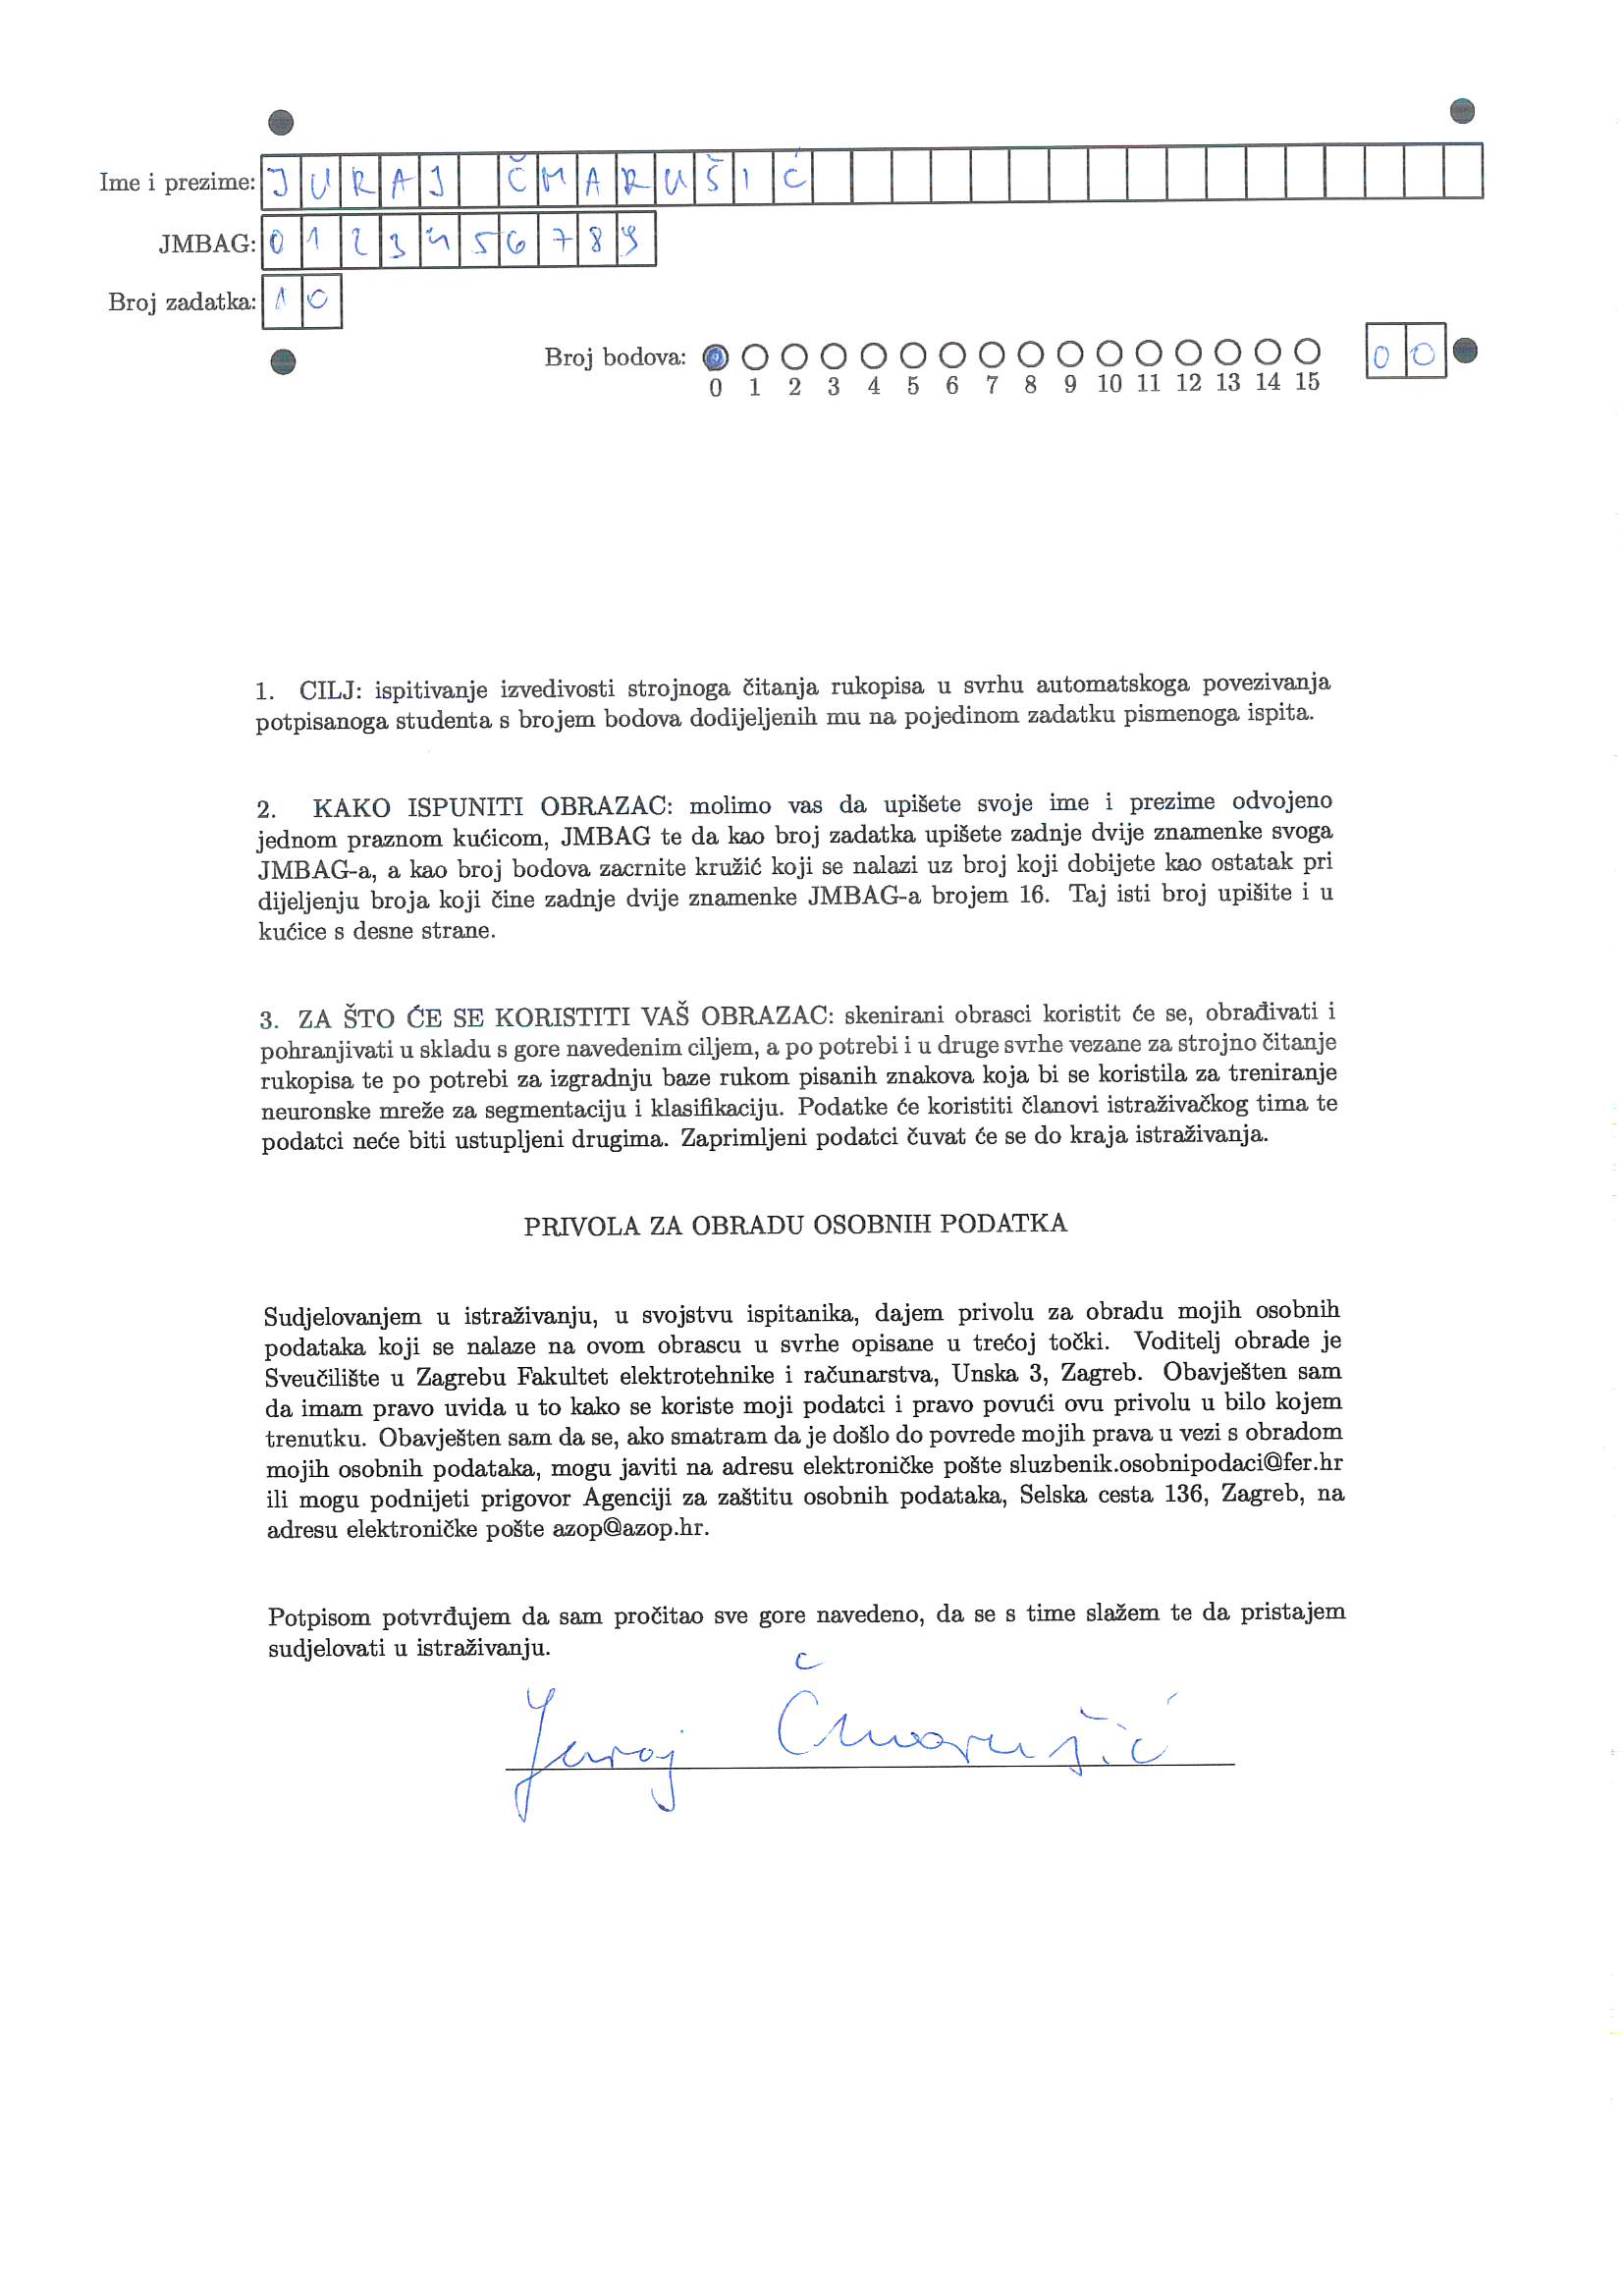 Ime i prezime: JURAJ ČMARUŠIĆ
JMBAG: 0123456789
Broj zadatka: 10
Broj bodova: 00
0 1 2 3 4 5 6 7 8 9 10 11 12 13 14 15
1. CILJ: ispitivanje izvedivosti strojnoga čitanja rukopisa u svrhu automatskoga povezivanja
potpisanoga studenta s brojem bodova dodijeljenih mu na pojedinom zadatku pismenoga ispita.
2. KAKO ISPUNITI OBRAZAC: molimo vas da upišete svoje ime i prezime odvojeno
jednom praznom kućicom, JMBAG te da kao broj zadatka upišete zadnje dvije znamenke svoga
JMBAG-a, a kao broj bodova zacrnite kružić koji se nalazi uz broj koji dobijete kao ostatak pri
dijeljenju broja koji čine zadnje dvije znamenke JMBAG-a brojem 16. Taj isti broj upišite i u
kućice s desne strane.
3. ZA ŠTO ĆE SE KORISTITI VAŠ OBRAZAC: skenirani obrasci koristit će se, obrađivati i
pohranjivati u skladu s gore navedenim ciljem, a po potrebi i u druge svrhe vezane za strojno čitanje
rukopisa te po potrebi za izgradnju baze rukom pisanih znakova koja bi se koristila za treniranje
neuronske mreže za segmentaciju i klasifikaciju. Podatke će koristiti članovi istraživačkog tima te
podatci neće biti ustupljeni drugima. Zaprimljeni podatci čuvat će se do kraja istraživanja.
PRIVOLA ZA OBRADU OSOBNIH PODATKA
Sudjelovanjem u istraživanju, u svojstvu ispitanika, dajem privolu za obradu mojih osobnih
podataka koji se nalaze na ovom obrascu u svrhe opisane u trećoj točki. Voditelj obrade je
Sveučilište u Zagrebu Fakultet elektrotehnike i računarstva, Unska 3, Zagreb. Obavješten sam
da imam pravo uvida u to kako se koriste moji podatci i pravo povući ovu privolu u bilo kojem
trenutku. Obavješten sam da se, ako smatram da je došlo do povrede mojih prava u vezi s obradom
mojih osobnih podataka, mogu javiti na adresu elektroničke pošte sluzbenik.osobnipodaci@fer.hr
ili mogu podnijeti prigovor Agenciji za zaštitu osobnih podataka, Selska cesta 136, Zagreb, na
adresu elektroničke pošte azop@azop.hr.
Potpisom potvrđujem da sam pročitao sve gore navedeno, da se s time slažem te da pristajem
sudjelovati u istraživanju.
Juraj Čmarušić